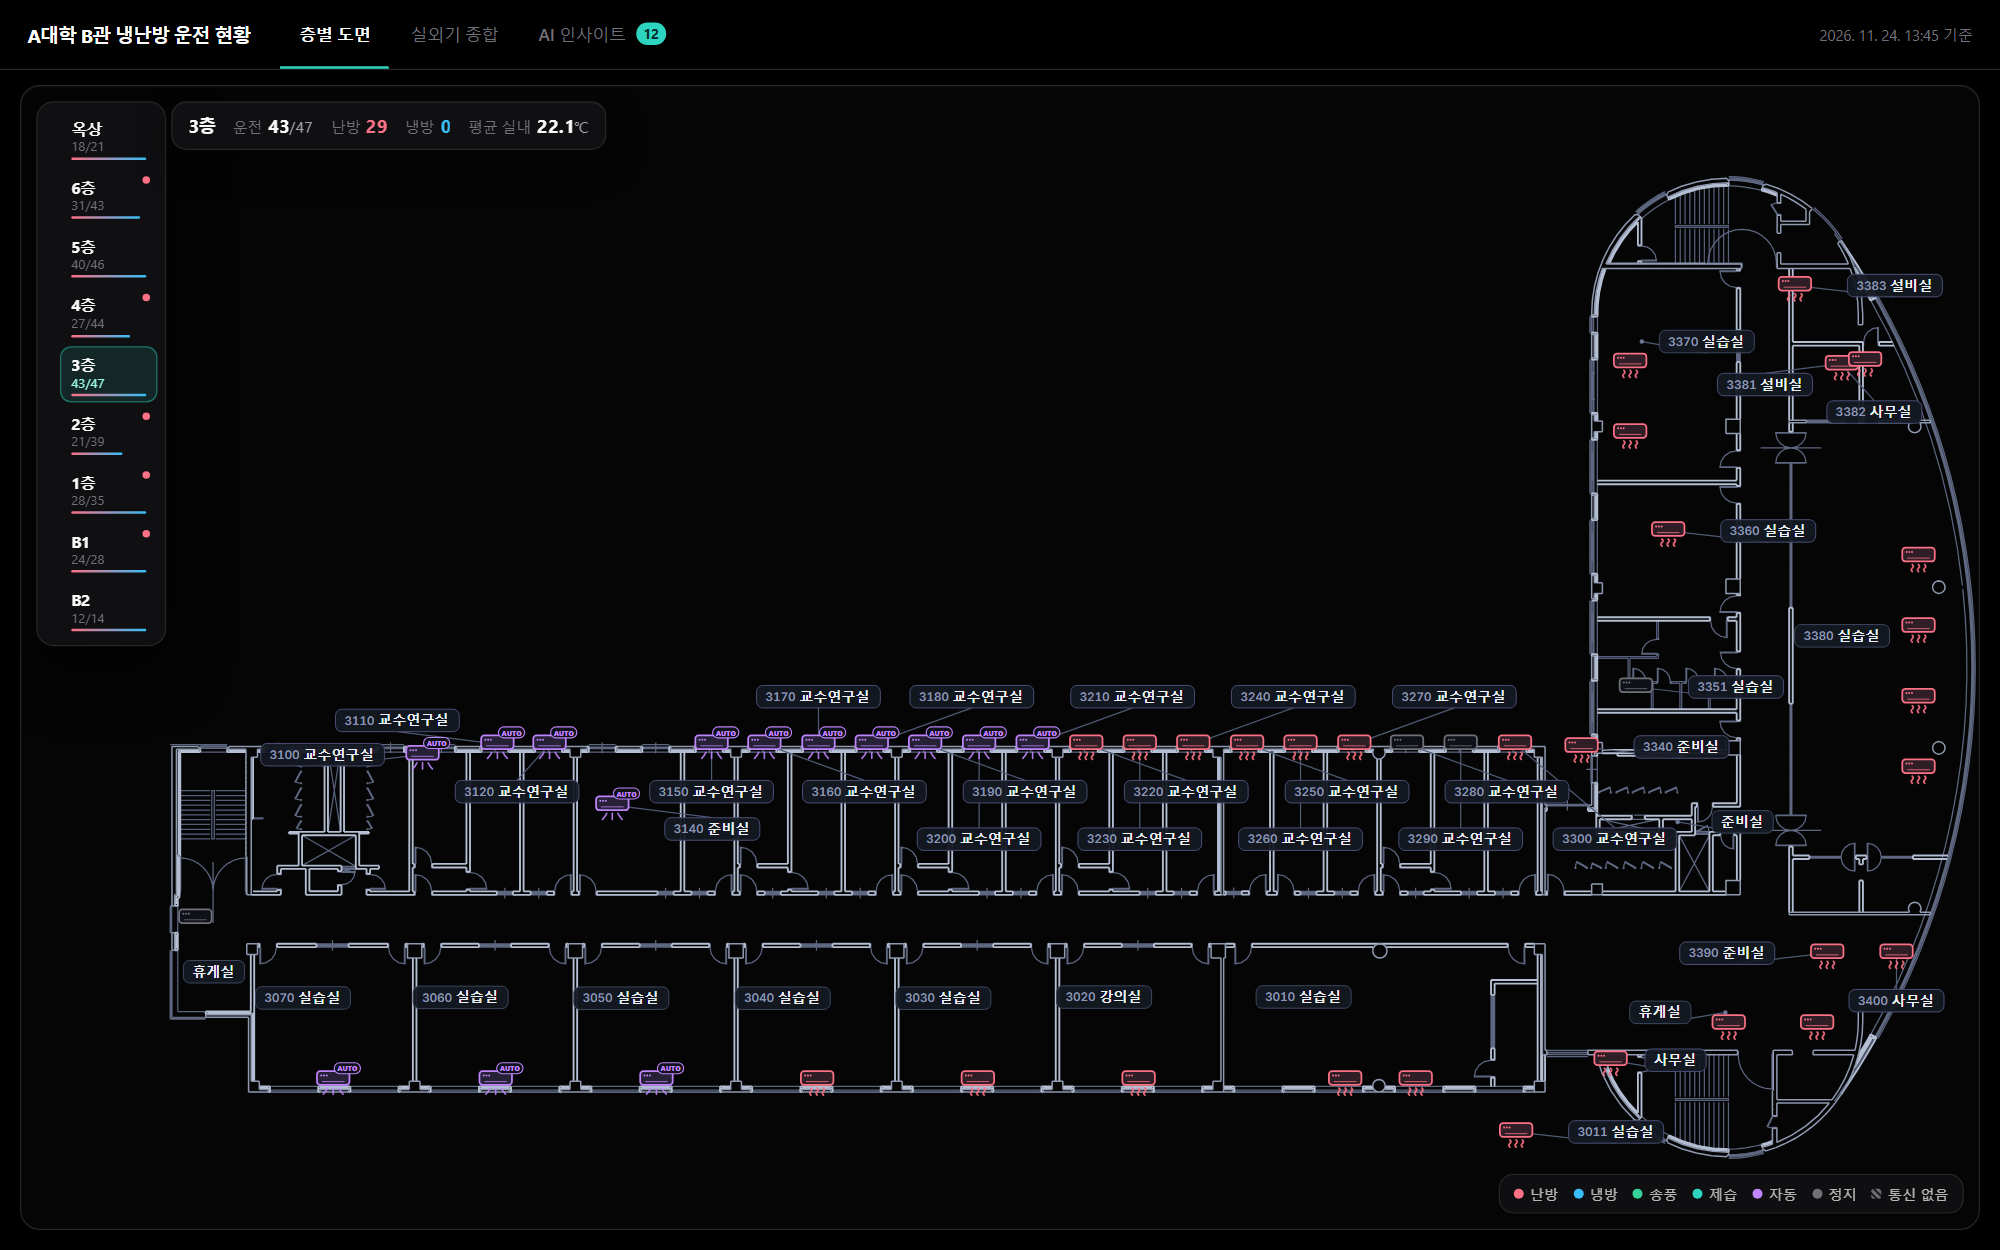 A대학 B관 냉난방 운전 현황
층별 도면
실외기 종합
AI 인사이트 12
2026. 11. 24. 13:45 기준
옥상
18/21
6층
31/43
5층
40/46
4층
27/44
3층
43/47
2층
21/39
1층
28/35
B1
24/28
B2
12/14
3층 운전 43/47 난방 29 냉방 0 평균 실내 22.1℃
3383 설비실
3370 실습실
3381 설비실
3382 사무실
3360 실습실
3380 실습실
3351 실습실
3170 교수연구실
3180 교수연구실
3210 교수연구실
3240 교수연구실
3270 교수연구실
3110 교수연구실
AUTO
AUTO
AUTO
AUTO
AUTO
AUTO
AUTO
AUTO
AUTO
AUTO
3100 교수연구실
3340 준비실
3120 교수연구실
AUTO
3150 교수연구실
3160 교수연구실
3190 교수연구실
3220 교수연구실
3250 교수연구실
3280 교수연구실
3140 준비실
준비실
3200 교수연구실
3230 교수연구실
3260 교수연구실
3290 교수연구실
3300 교수연구실
3390 준비실
휴게실
3070 실습실
3060 실습실
3050 실습실
3040 실습실
3030 실습실
3020 강의실
3010 실습실
3400 사무실
휴게실
사무실
AUTO
AUTO
AUTO
3011 실습실
난방 냉방 송풍 제습 자동 정지 통신 없음